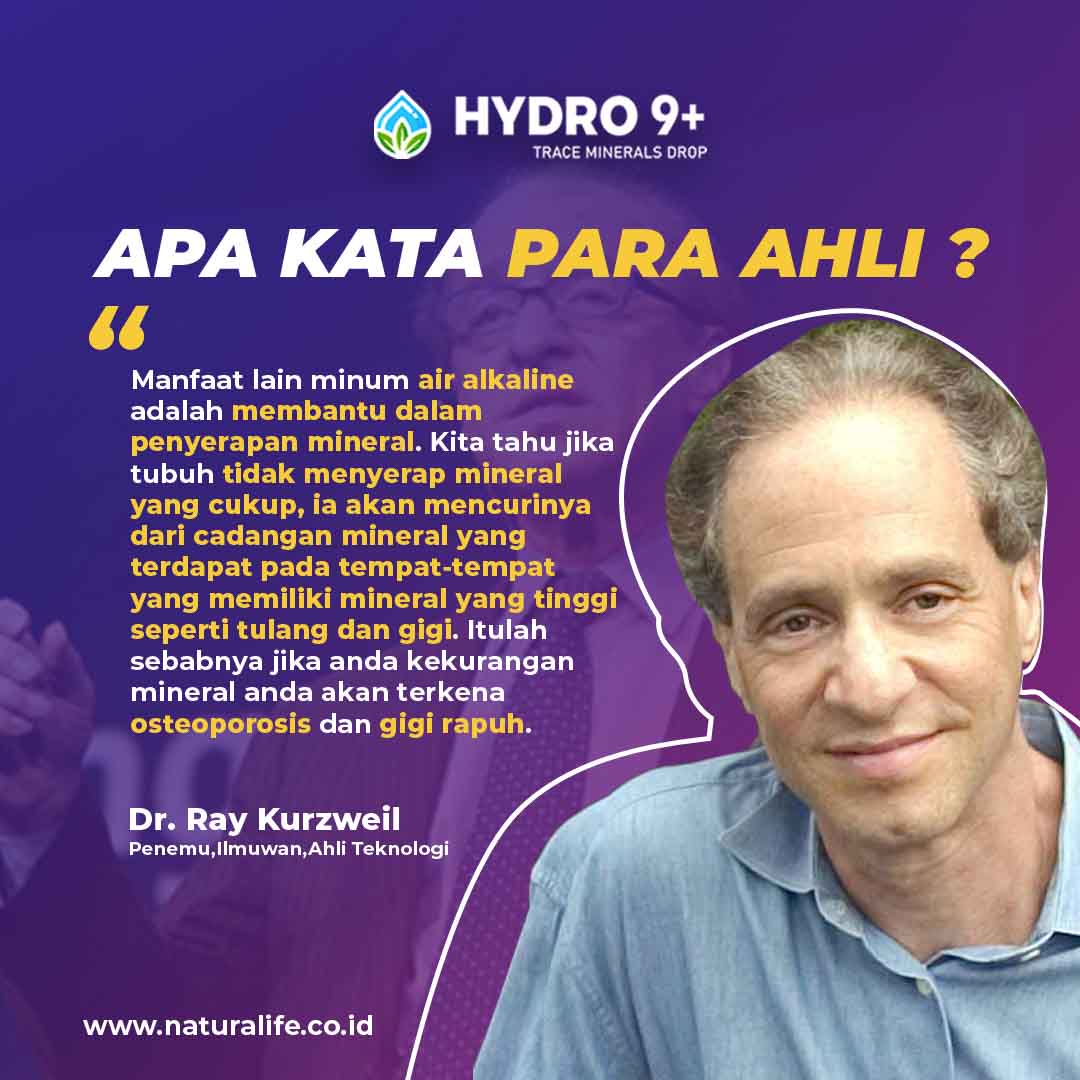 HYDRO 9+
TRACE MINERALS DROP
APA KATA PARA AHLI ?
“
Manfaat lain minum air alkaline
adalah membantu dalam
penyerapan mineral. Kita tahu jika
tubuh tidak menyerap mineral
yang cukup, ia akan mencurinya
dari cadangan mineral yang
terdapat pada tempat-tempat
yang memiliki mineral yang tinggi
seperti tulang dan gigi. Itulah
sebabnya jika anda kekurangan
mineral anda akan terkena
osteoporosis dan gigi rapuh.
Dr. Ray Kurzweil
Penemu,Ilmuwan,Ahli Teknologi
www.naturalife.co.id